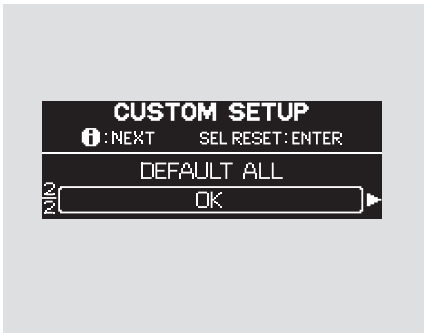 CUSTOM SETUP
i:NEXT SEL RESET:ENTER
DEFAULT ALL
2/2 OK